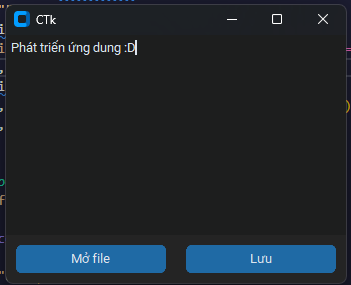 CTk
Phát triển ứng dung :D
Mở file
Lưu